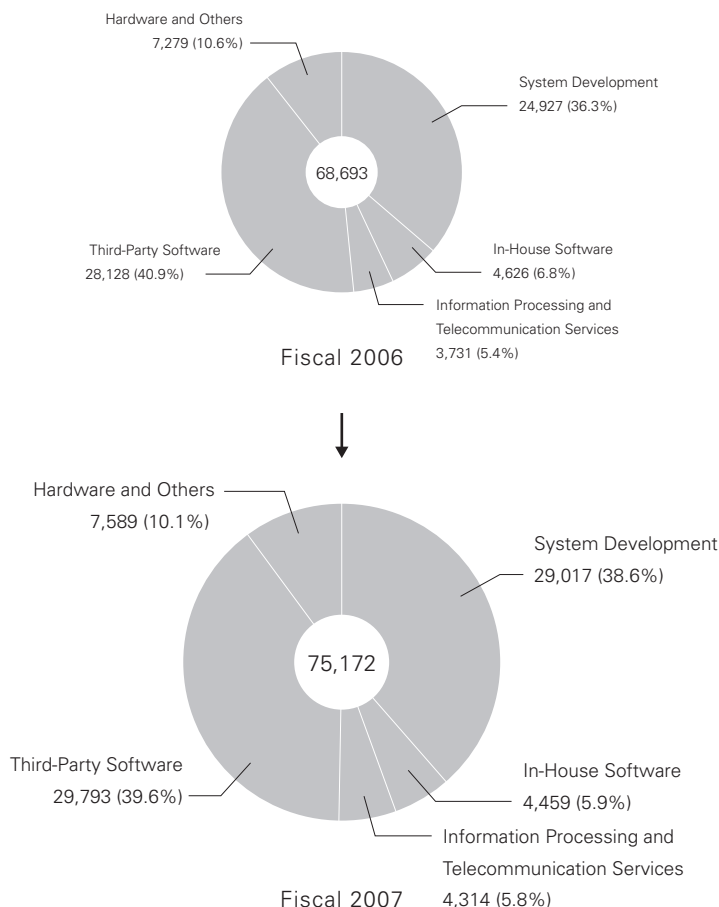 Hardware and Others
7,279 (10.6%)
System Development
24,927 (36.3%)
68,693
Third-Party Software
28,128 (40.9%)
In-House Software
4,626 (6.8%)
Information Processing and
Telecommunication Services
3,731 (5.4%)
Fiscal 2006
Hardware and Others
7,589 (10.1%)
System Development
29,017 (38.6%)
75,172
Third-Party Software
29,793 (39.6%)
In-House Software
4,459 (5.9%)
Information Processing and
Telecommunication Services
4,314 (5.8%)
Fiscal 2007